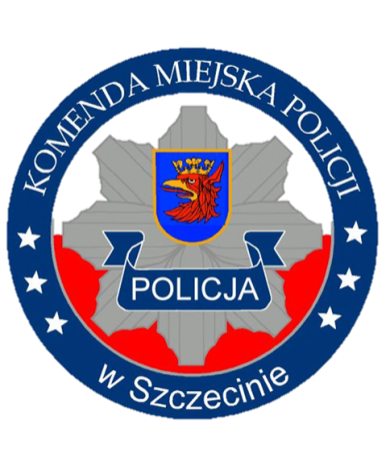 KOMENDA MIEJSKA POLICJI
POLICJA
w Szczecinie